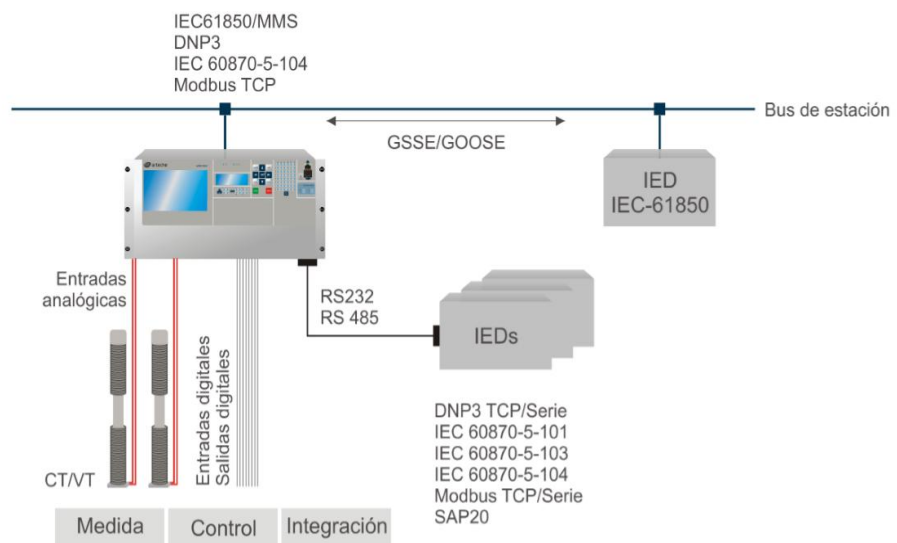 IEC61850/MMS
DNP3
IEC 60870-5-104
Modbus TCP
Bus de estación
GSSE/GOOSE
IED
IEC-61850
Entradas
analógicas
RS232
RS 485
IEDs
Entradas digitales
Salidas digitales
CT/VT
DNP3 TCP/Serie
IEC 60870-5-101
IEC 60870-5-103
IEC 60870-5-104
Modbus TCP/Serie
SAP20
Medida
Control
Integración